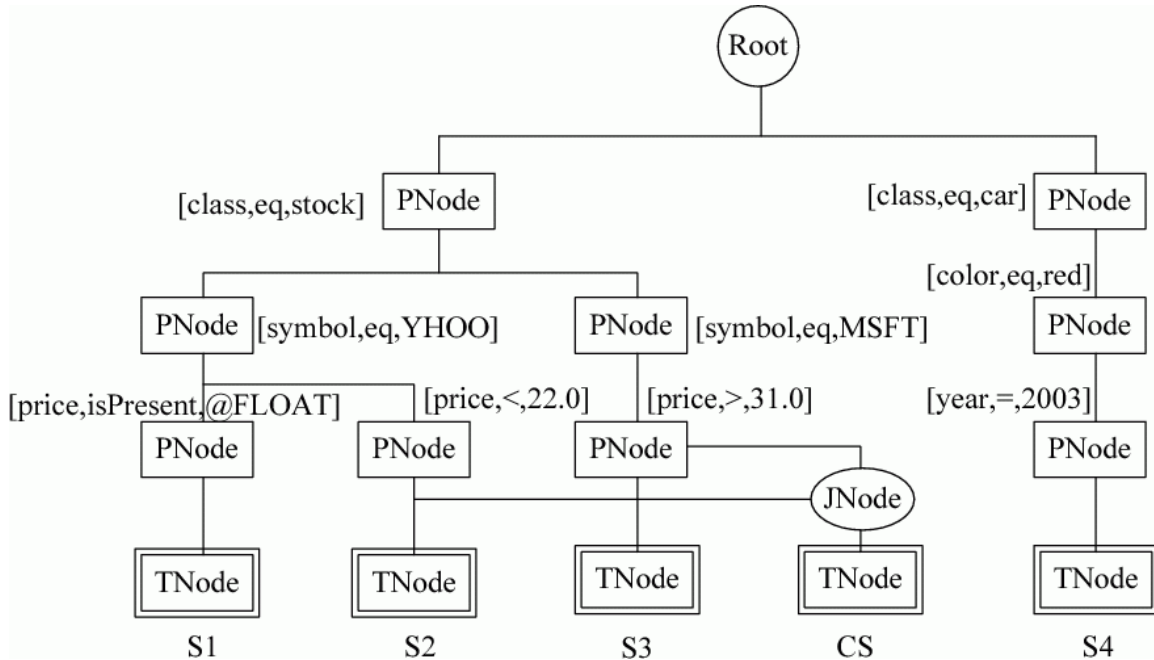 Root
[class,eq,stock]
PNode
[class,eq,car]
PNode
[color,eq,red]
PNode
[symbol,eq,YHOO]
PNode
[symbol,eq,MSFT]
PNode
[price,isPresent,@FLOAT]
[price,<,22.0]
[price,>,31.0]
[year,=,2003]
PNode
PNode
PNode
PNode
JNode
TNode
TNode
TNode
TNode
TNode
S1
S2
S3
CS
S4